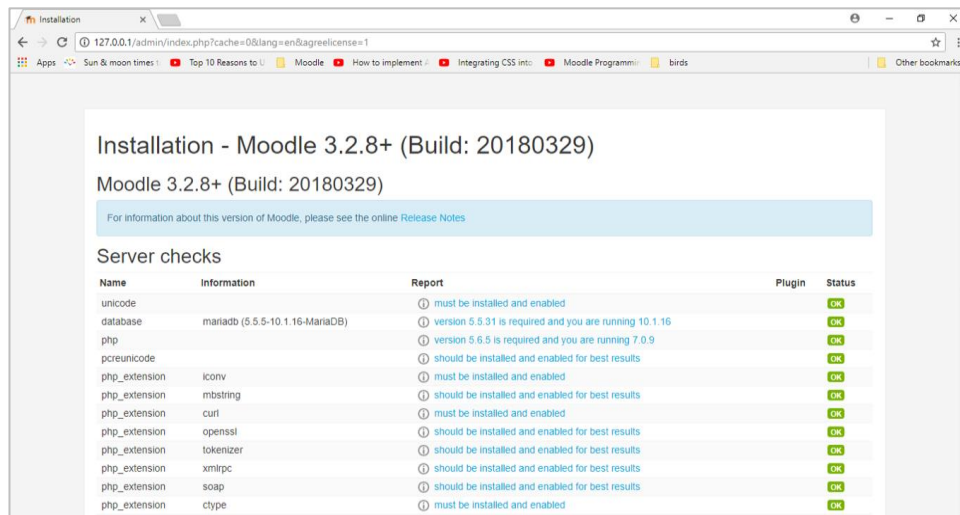 Installation
127.0.0.1/admin/index.php?cache=0&lang=en&agreelicense=1
Apps Sun & moon times Top 10 Reasons to U Moodle How to implement Integrating CSS into Moodle Programmin birds Other bookmarks
Installation - Moodle 3.2.8+ (Build: 20180329)
Moodle 3.2.8+ (Build: 20180329)
For information about this version of Moodle, please see the online Release Notes
Server checks
Name Information Report Plugin Status
unicode must be installed and enabled OK
database mariadb (5.5.5-10.1.16-MariaDB) version 5.5.31 is required and you are running 10.1.16 OK
php version 5.6.5 is required and you are running 7.0.9 OK
pcreunicode should be installed and enabled for best results OK
php_extension iconv must be installed and enabled OK
php_extension mbstring should be installed and enabled for best results OK
php_extension curl must be installed and enabled OK
php_extension openssl should be installed and enabled for best results OK
php_extension tokenizer should be installed and enabled for best results OK
php_extension xmlrpc should be installed and enabled for best results OK
php_extension soap should be installed and enabled for best results OK
php_extension ctype must be installed and enabled OK